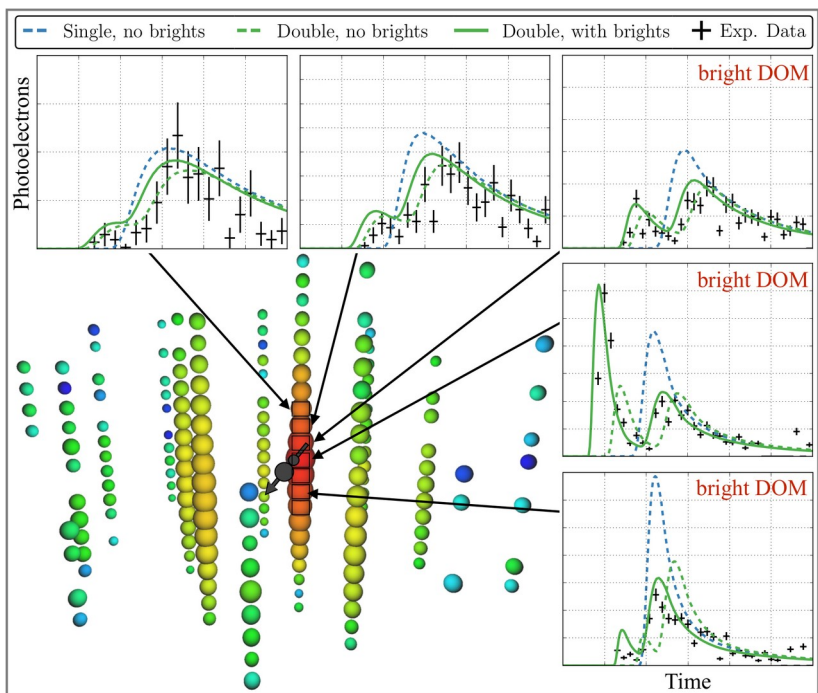 Single, no brights Double, no brights Double, with brights Exp. Data
Photoelectrons
bright DOM
bright DOM
bright DOM
Time